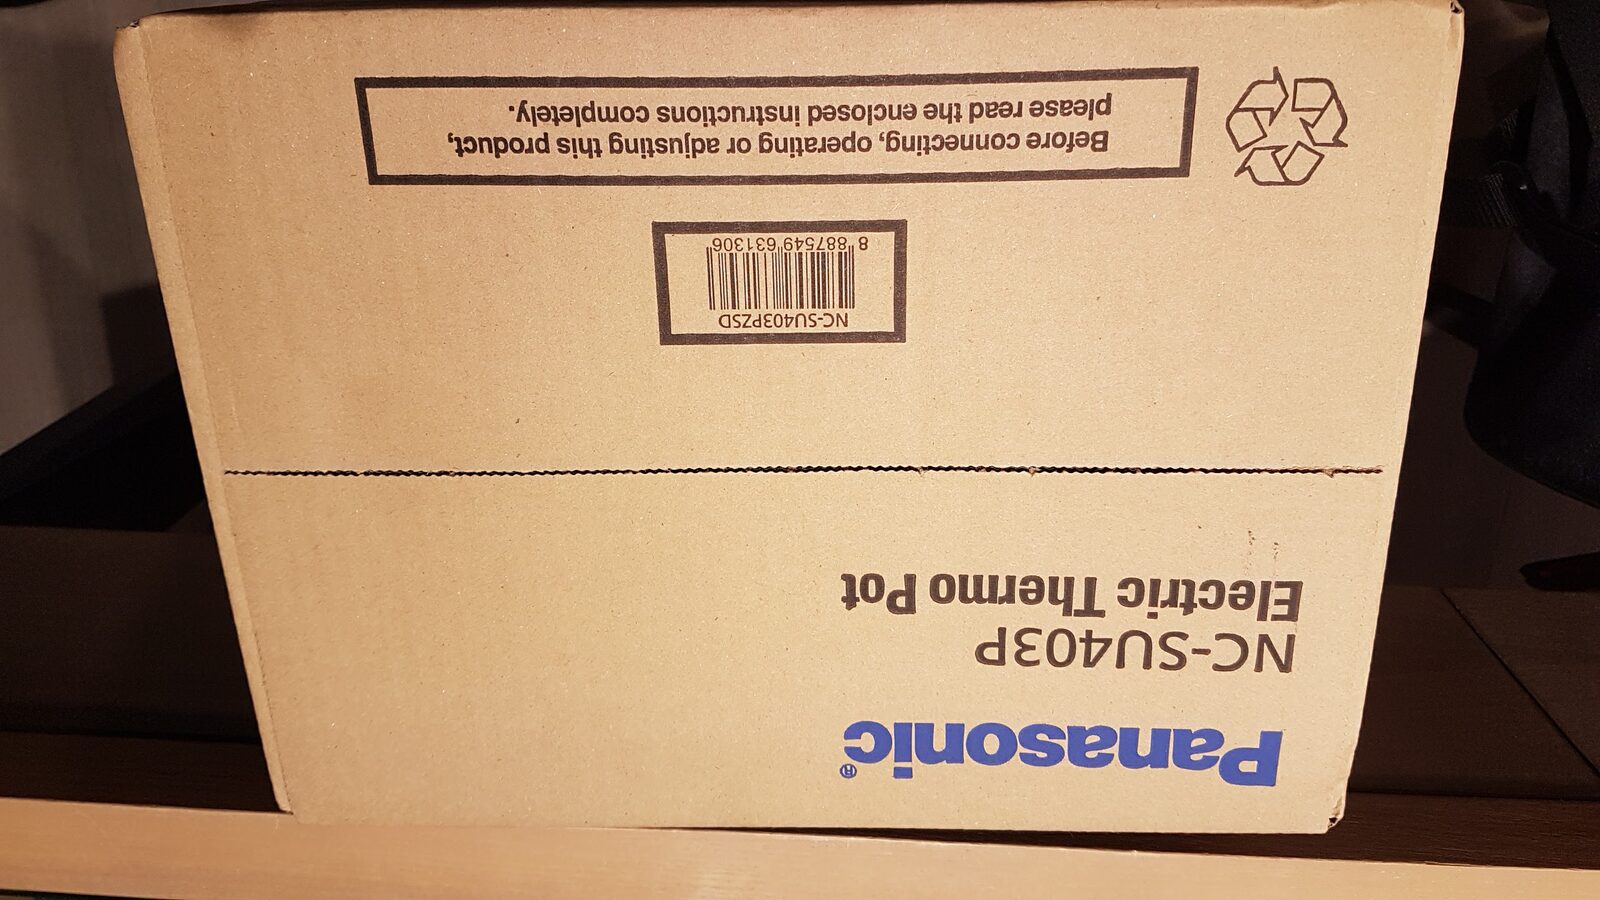 Panasonic®
NC-SU403P
Electric Thermo Pot
NC-SU403PZSD
8 887549 631306
Before connecting, operating or adjusting this product,
please read the enclosed instructions completely.